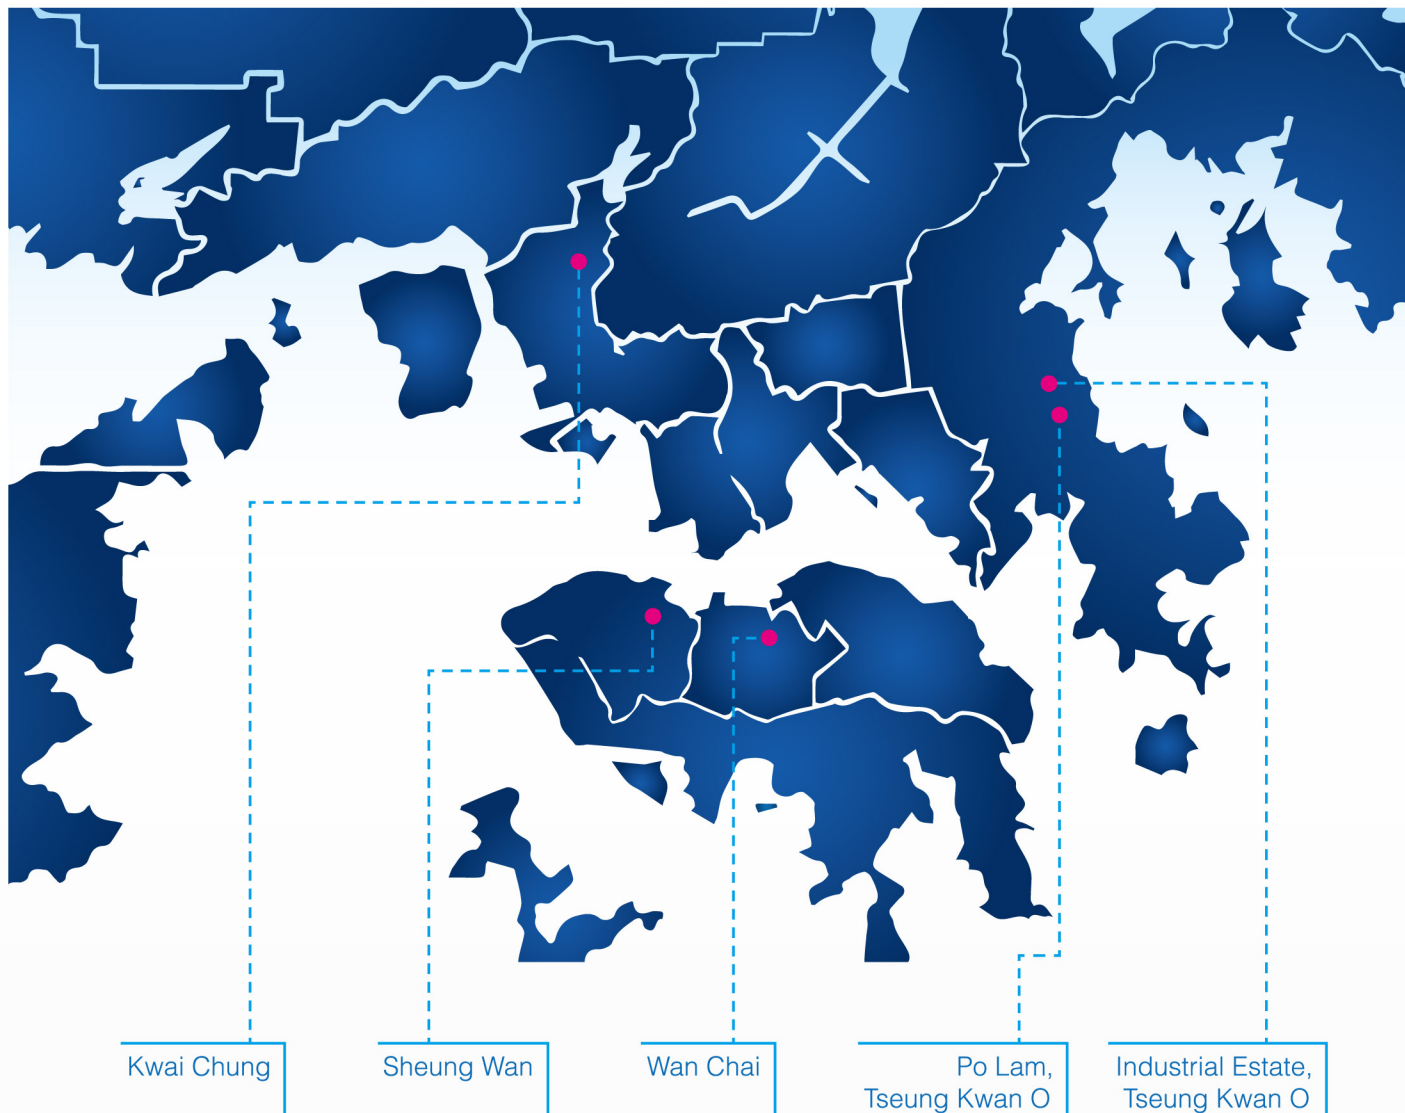 Kwai Chung
Sheung Wan
Wan Chai
Po Lam,
Tseung Kwan O
Industrial Estate,
Tseung Kwan O